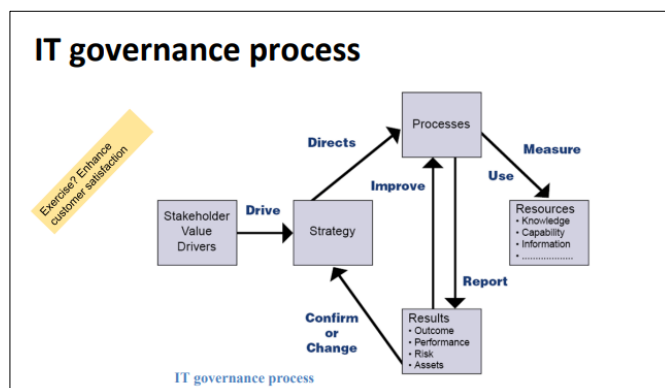 IT governance process
Exercise? Enhance
customer satisfaction
Processes
Directs
Measure
Use
Improve
Stakeholder
Value
Drivers
Drive
Strategy
Resources
• Knowledge
• Capability
• Information
• ...................
Report
Confirm
or
Change
Results
• Outcome
• Performance
• Risk
• Assets
IT governance process